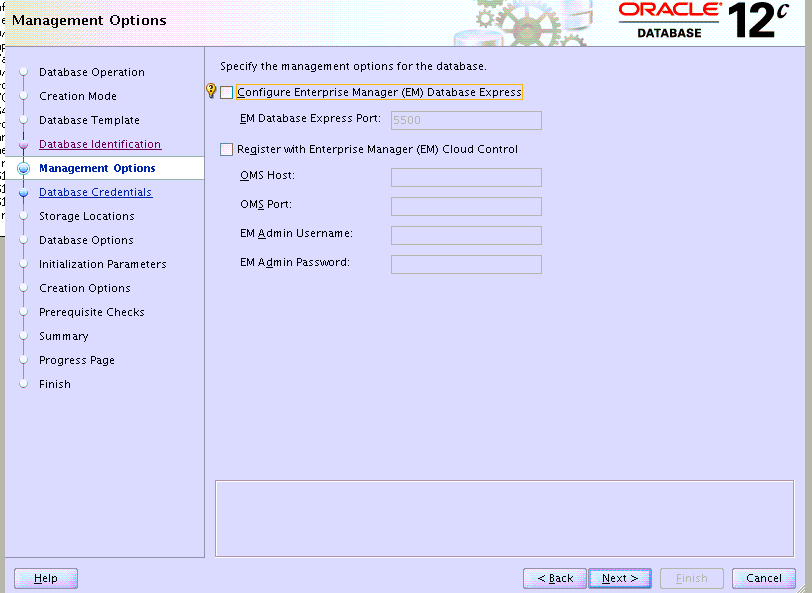 Management Options
ORACLE
DATABASE
12c
Database Operation
Creation Mode
Database Template
Database Identification
Management Options
Database Credentials
Storage Locations
Database Options
Initialization Parameters
Creation Options
Prerequisite Checks
Summary
Progress Page
Finish
Specify the management options for the database.
Configure Enterprise Manager (EM) Database Express
EM Database Express Port: 5500
Register with Enterprise Manager (EM) Cloud Control
OMS Host:
OMS Port:
EM Admin Username:
EM Admin Password:
Help
< Back
Next >
Finish
Cancel